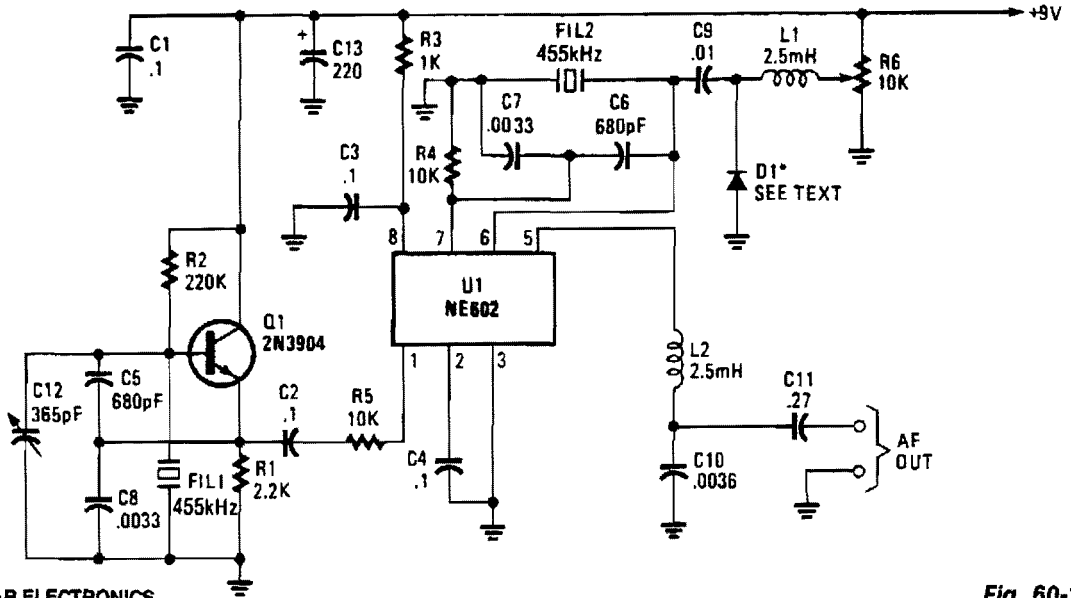 +9V
C1
.1
+
C13
220
R3
1K
FIL2
455kHz
C9
.01
L1
2.5mH
R6
10K
C7
.0033
C6
680pF
C3
.1
R4
10K
D1*
SEE TEXT
8
7
6
5
R2
220K
U1
NE602
Q1
2N3904
1
2
3
L2
2.5mH
C12
365pF
C5
680pF
C2
.1
R5
10K
C11
.27
C4
.1
AF
OUT
C8
.0033
FIL1
455kHz
R1
2.2K
C10
.0036
ELECTRONICS
Fig. 60-